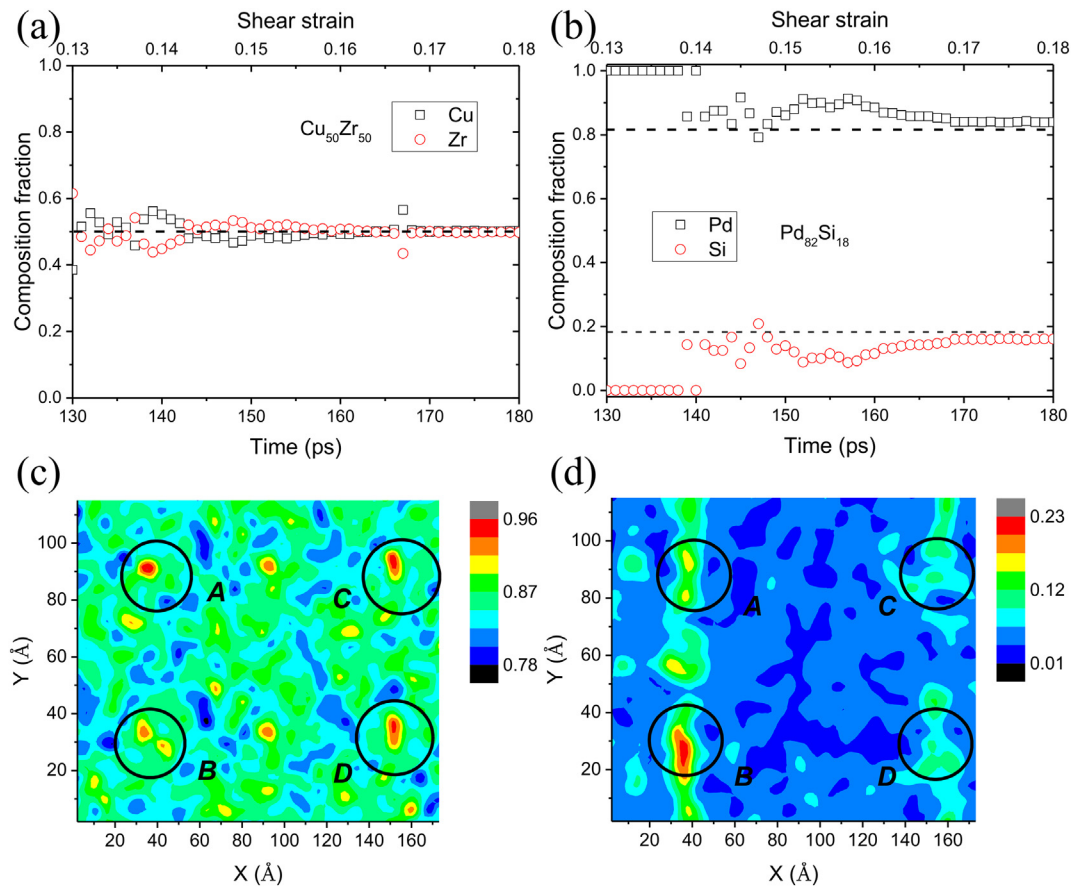 (a)
Shear strain
0.13 0.14 0.15 0.16 0.17 0.18
1.0
0.8
0.6
0.4
0.2
0.0
Composition fraction
Cu50Zr50
Cu
Zr
130 140 150 160 170 180
Time (ps)
(b)
Shear strain
0.13 0.14 0.15 0.16 0.17 0.18
1.0
0.8
0.6
0.4
0.2
0.0
Composition fraction
Pd
Si
Pd82Si18
130 140 150 160 170 180
Time (ps)
(c)
100
80
60
40
20
Y (Å)
A
C
B
D
20 40 60 80 100 120 140 160
X (Å)
0.96
0.87
0.78
(d)
100
80
60
40
20
Y (Å)
A
C
B
D
20 40 60 80 100 120 140 160
X (Å)
0.23
0.12
0.01